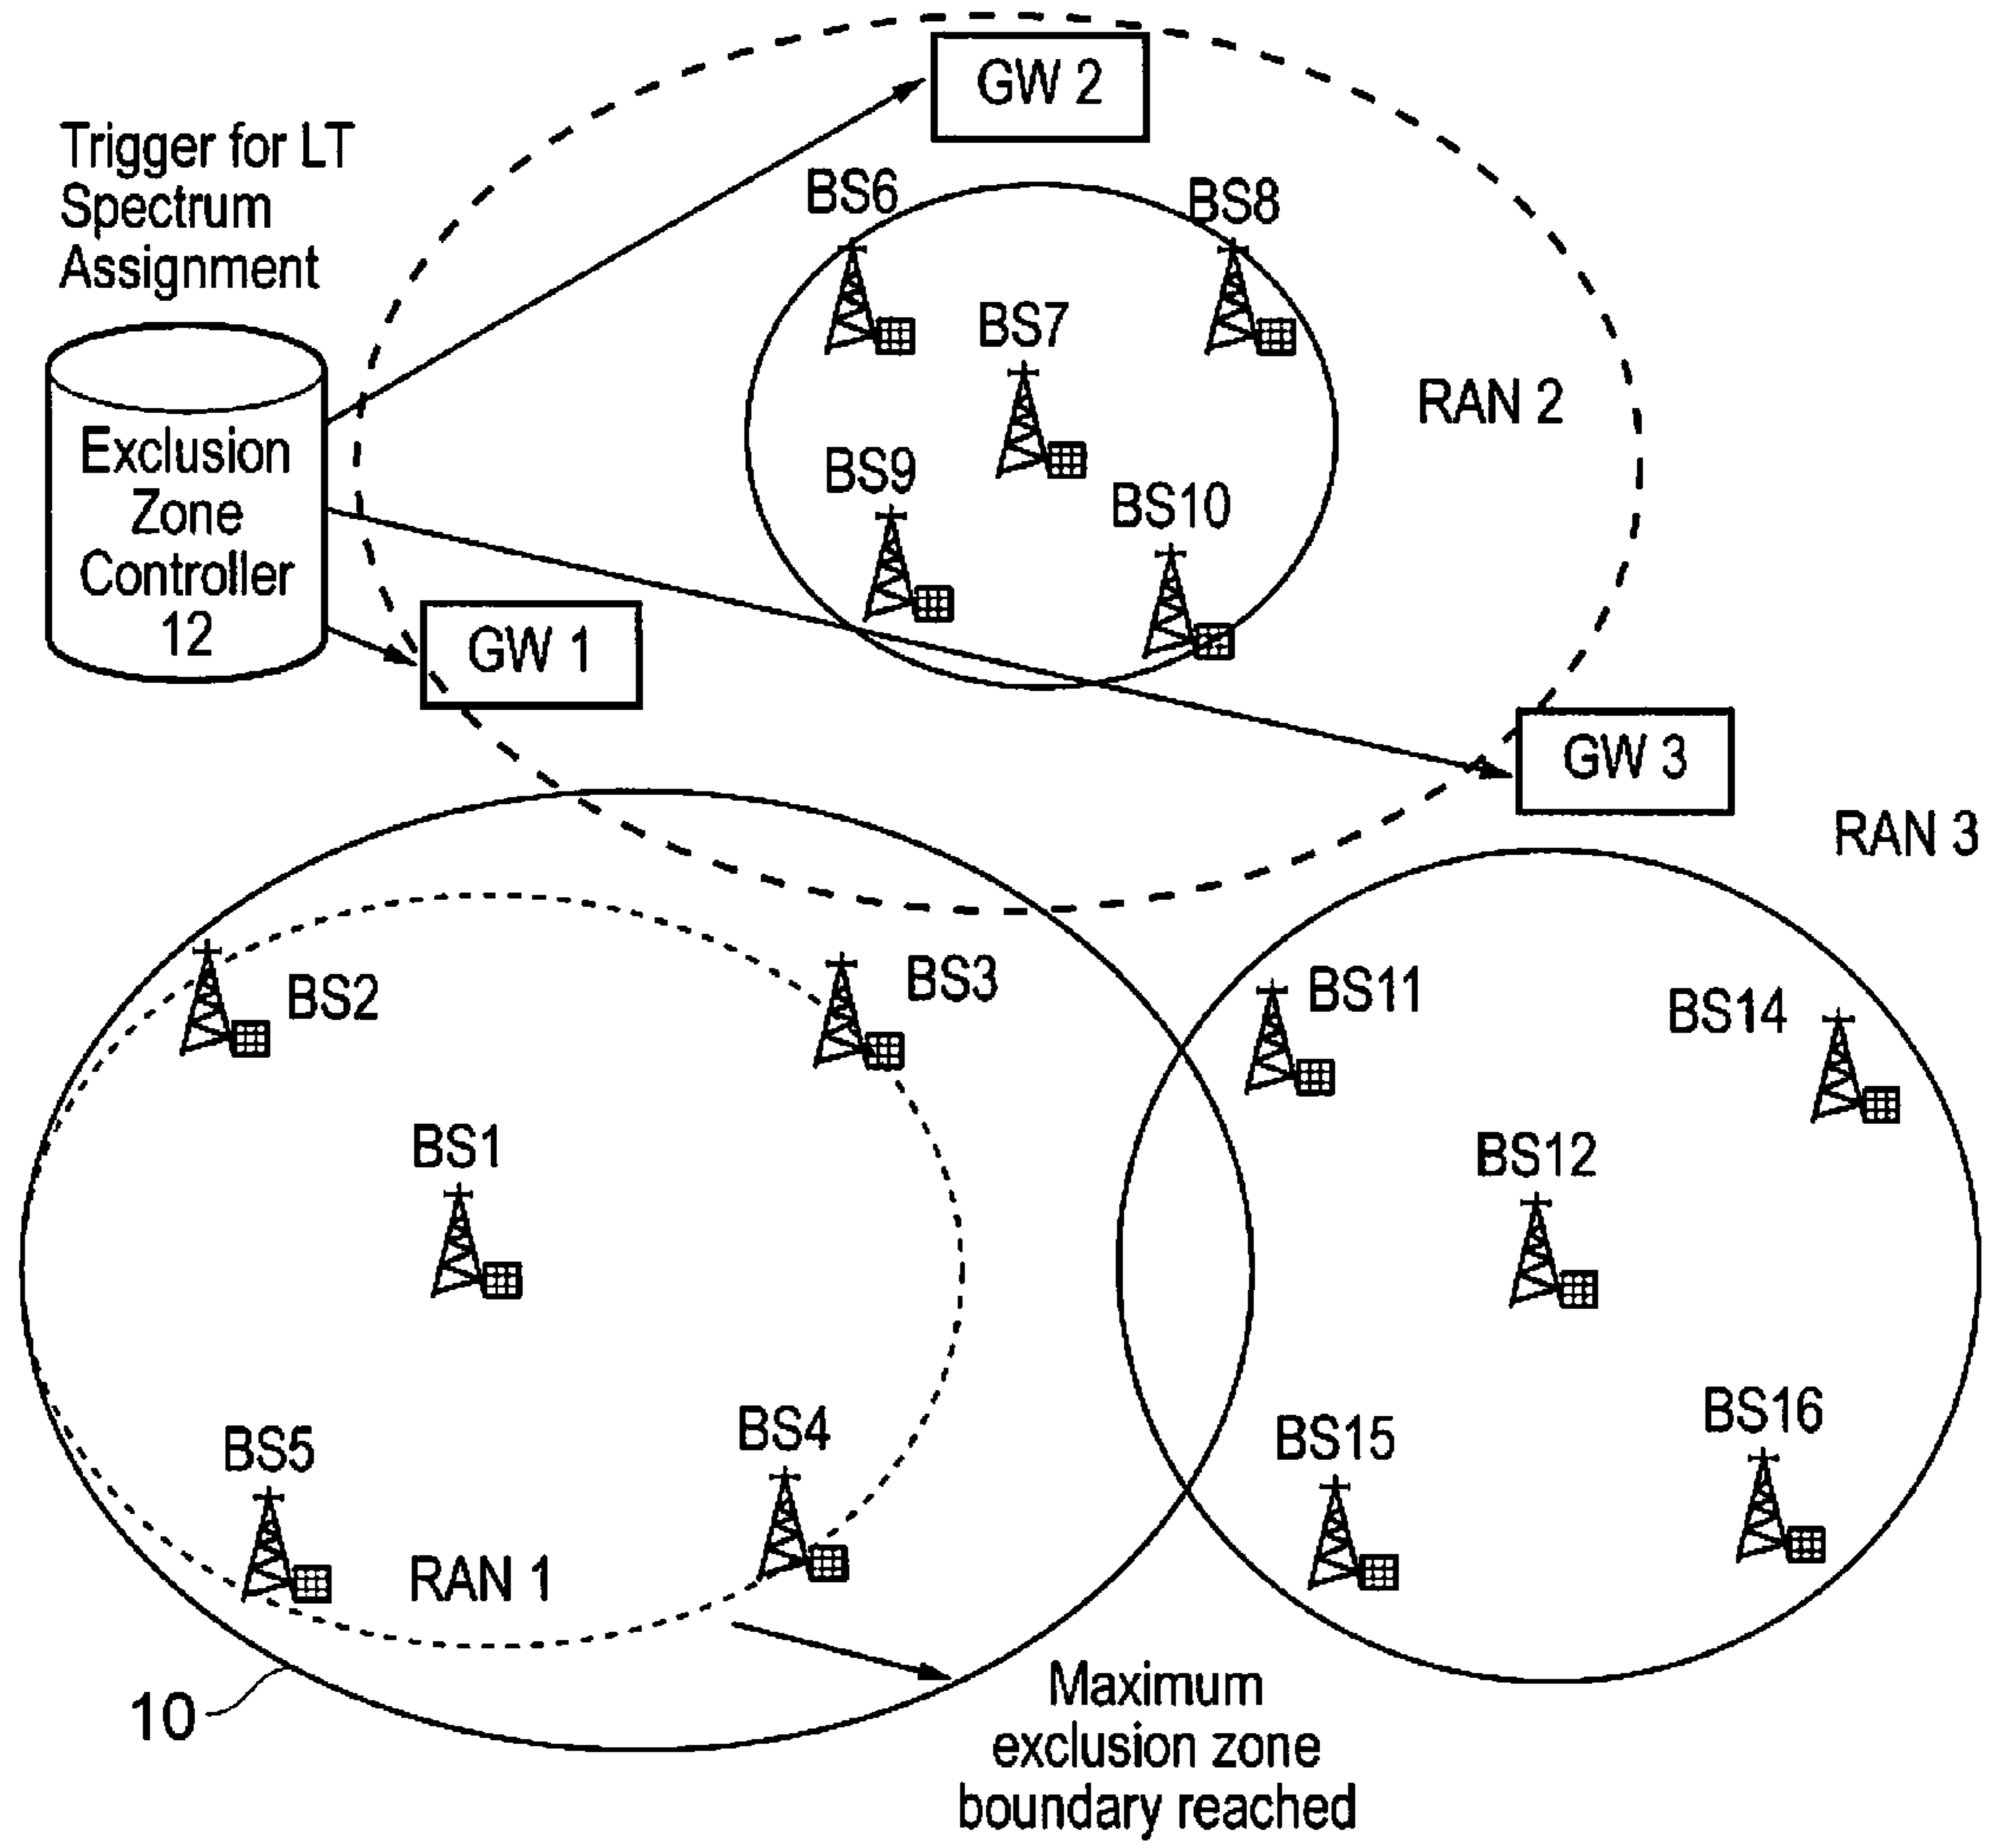 GW 2
Trigger for LT
Spectrum
Assignment
BS6
BS8
BS7
RAN 2
Exclusion
Zone
Controller
12
BS9
BS10
GW 1
GW 3
RAN 3
BS2
BS3
BS11
BS14
BS1
BS12
BS5
BS4
BS15
BS16
RAN 1
10
Maximum
exclusion zone
boundary reached